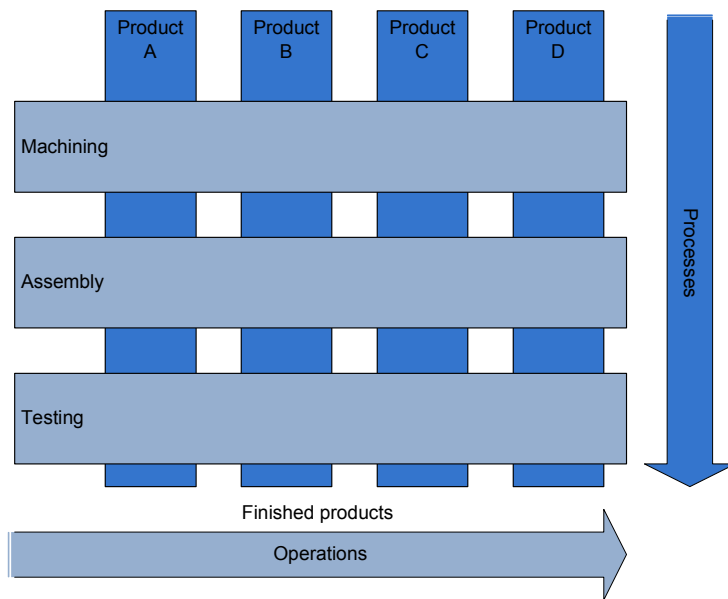 Product
A
Product
B
Product
C
Product
D
Machining
Assembly
Testing
Processes
Finished products
Operations